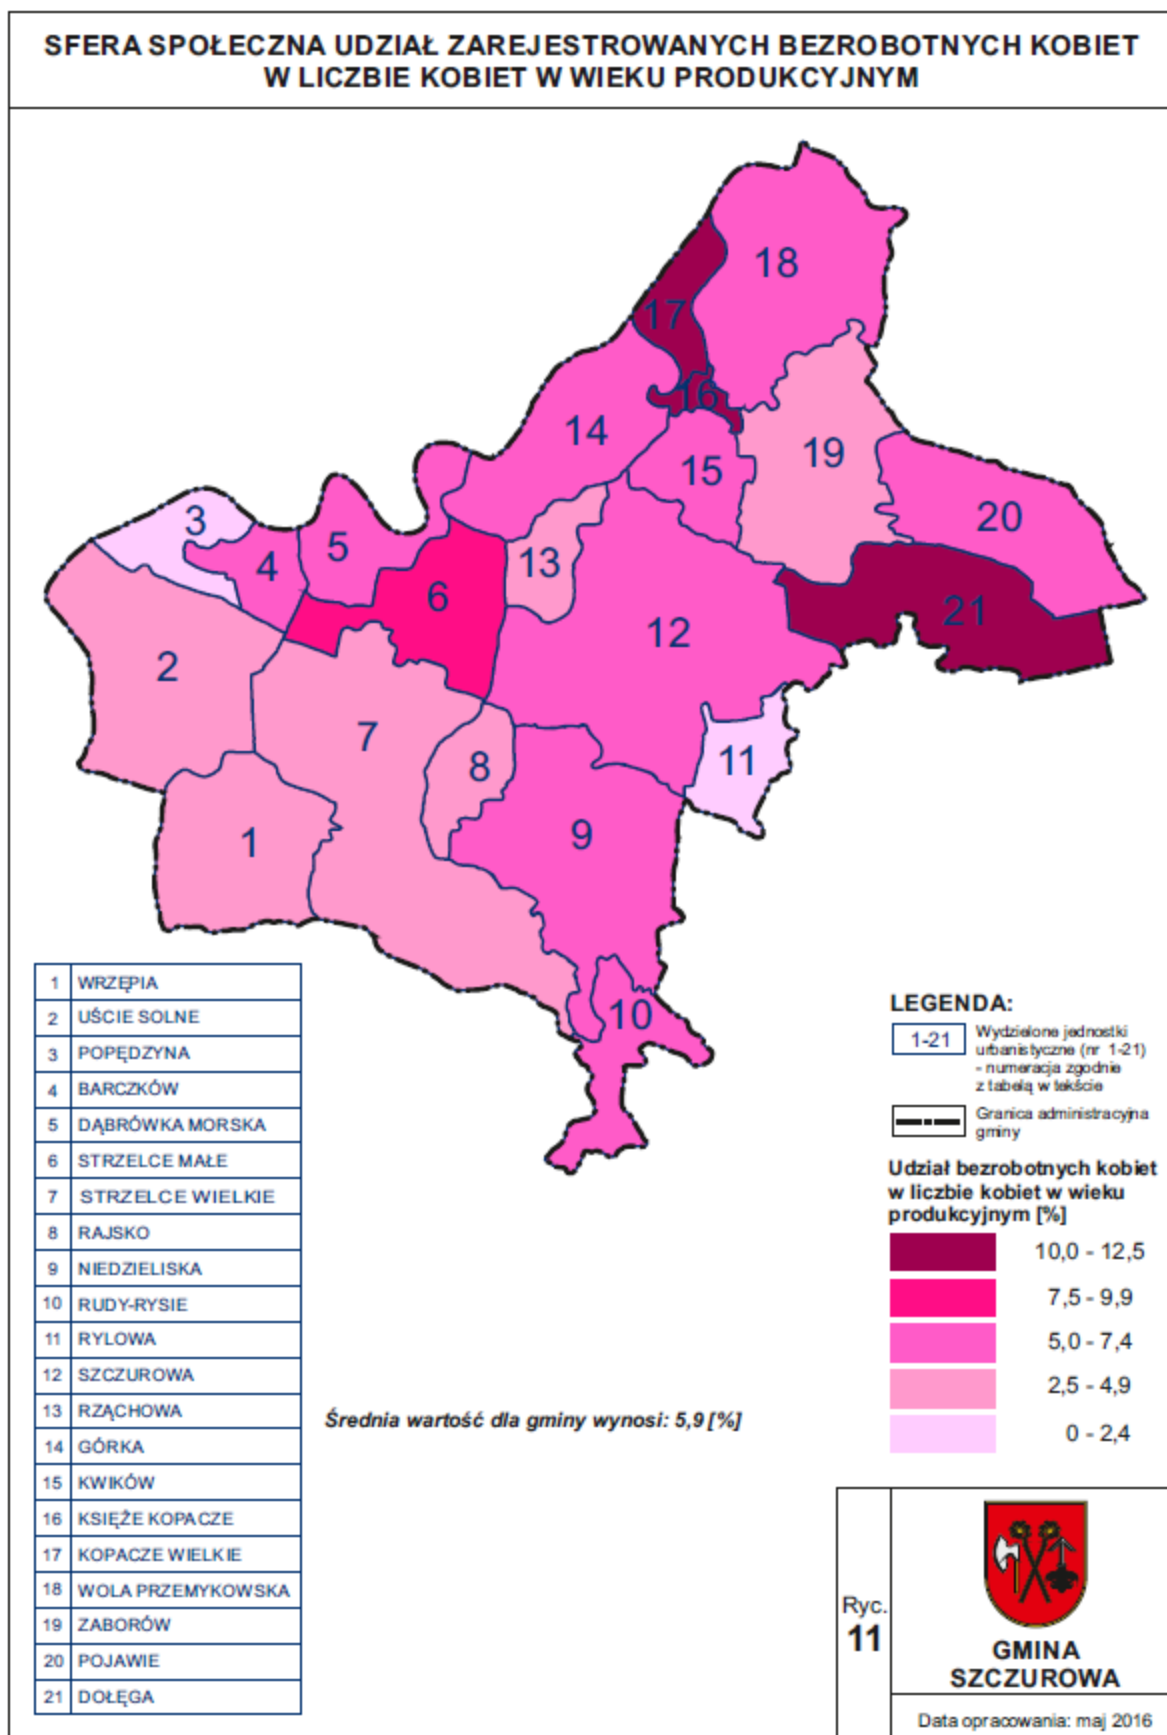 SFERA SPOŁECZNA UDZIAŁ ZAREJESTROWANYCH BEZROBOTNYCH KOBIET
W LICZBIE KOBIET W WIEKU PRODUKCYJNYM
18
17
16
14
15
19
20
3
5
4
13
6
21
12
2
7
11
8
9
1
10
1 WRZĘPIA
2 UŚCIE SOLNE
3 POPĘDZYNA
4 BARCZKÓW
5 DĄBRÓWKA MORSKA
6 STRZELCE MAŁE
7 STRZELCE WIELKIE
8 RAJSKO
9 NIEDZIELISKA
10 RUDY-RYSIE
11 RYLOWA
12 SZCZUROWA
13 RZĄCHOWA
14 GÓRKA
15 KWIKÓW
16 KSIĘŻE KOPACZE
17 KOPACZE WIELKIE
18 WOLA PRZEMYKOWSKA
19 ZABORÓW
20 POJAWIE
21 DOŁĘGA
Średnia wartość dla gminy wynosi: 5,9 [%]
LEGENDA:
1-21
Wydzielone jednostki
urbanistyczne (nr 1-21)
- numeracja zgodnie
z tabelą w tekście
Granica administracyjna
gminy
Udział bezrobotnych kobiet
w liczbie kobiet w wieku
produkcyjnym [%]
10,0 - 12,5
7,5 - 9,9
5,0 - 7,4
2,5 - 4,9
0 - 2,4
Ryc.
11
GMINA
SZCZUROWA
Data opracowania: maj 2016